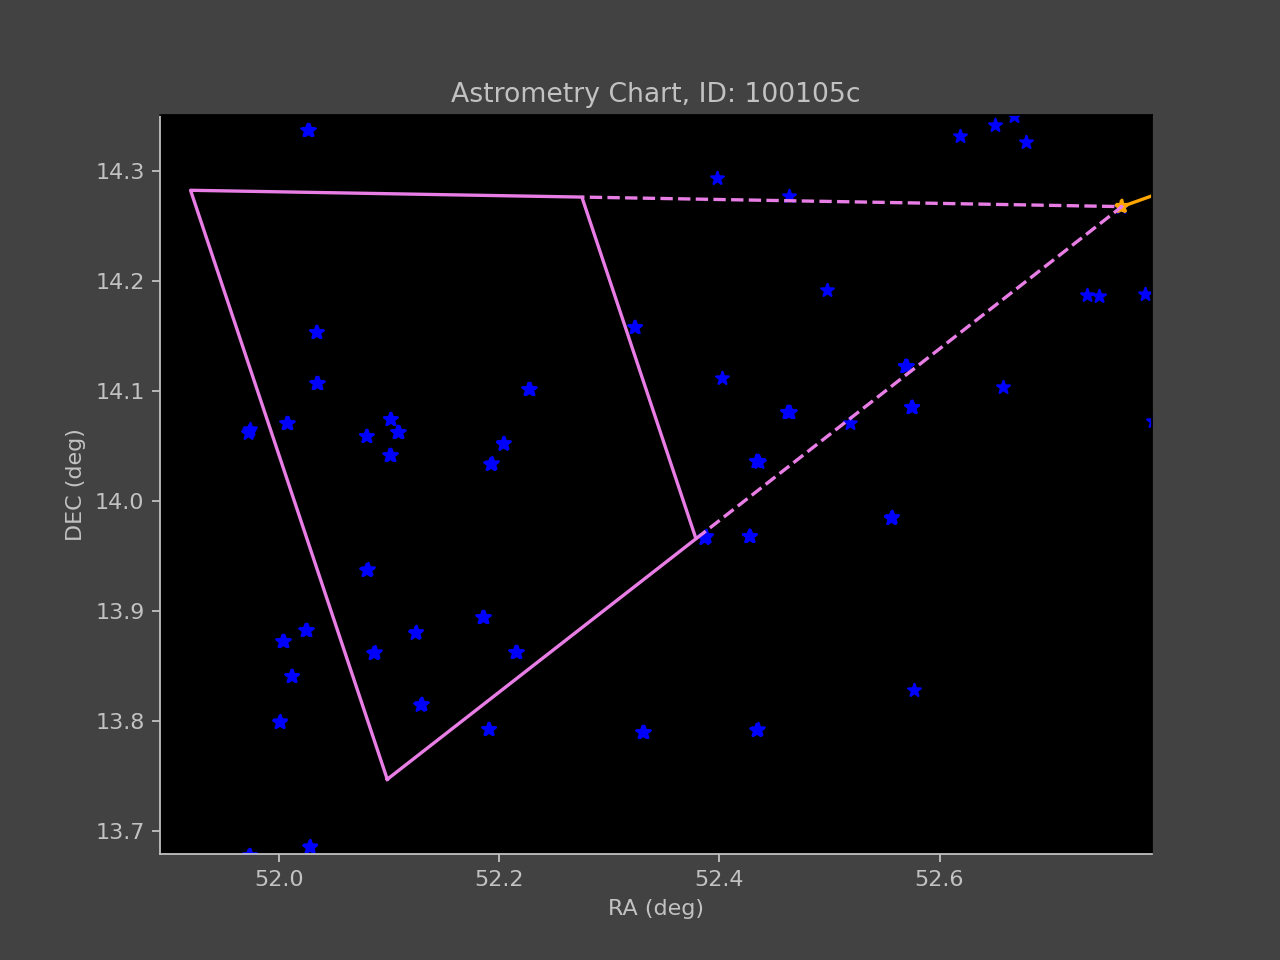 Astrometry Chart, ID: 100105c
14.3
14.2
14.1
14.0
13.9
13.8
13.7
DEC (deg)
52.0 52.2 52.4 52.6
RA (deg)